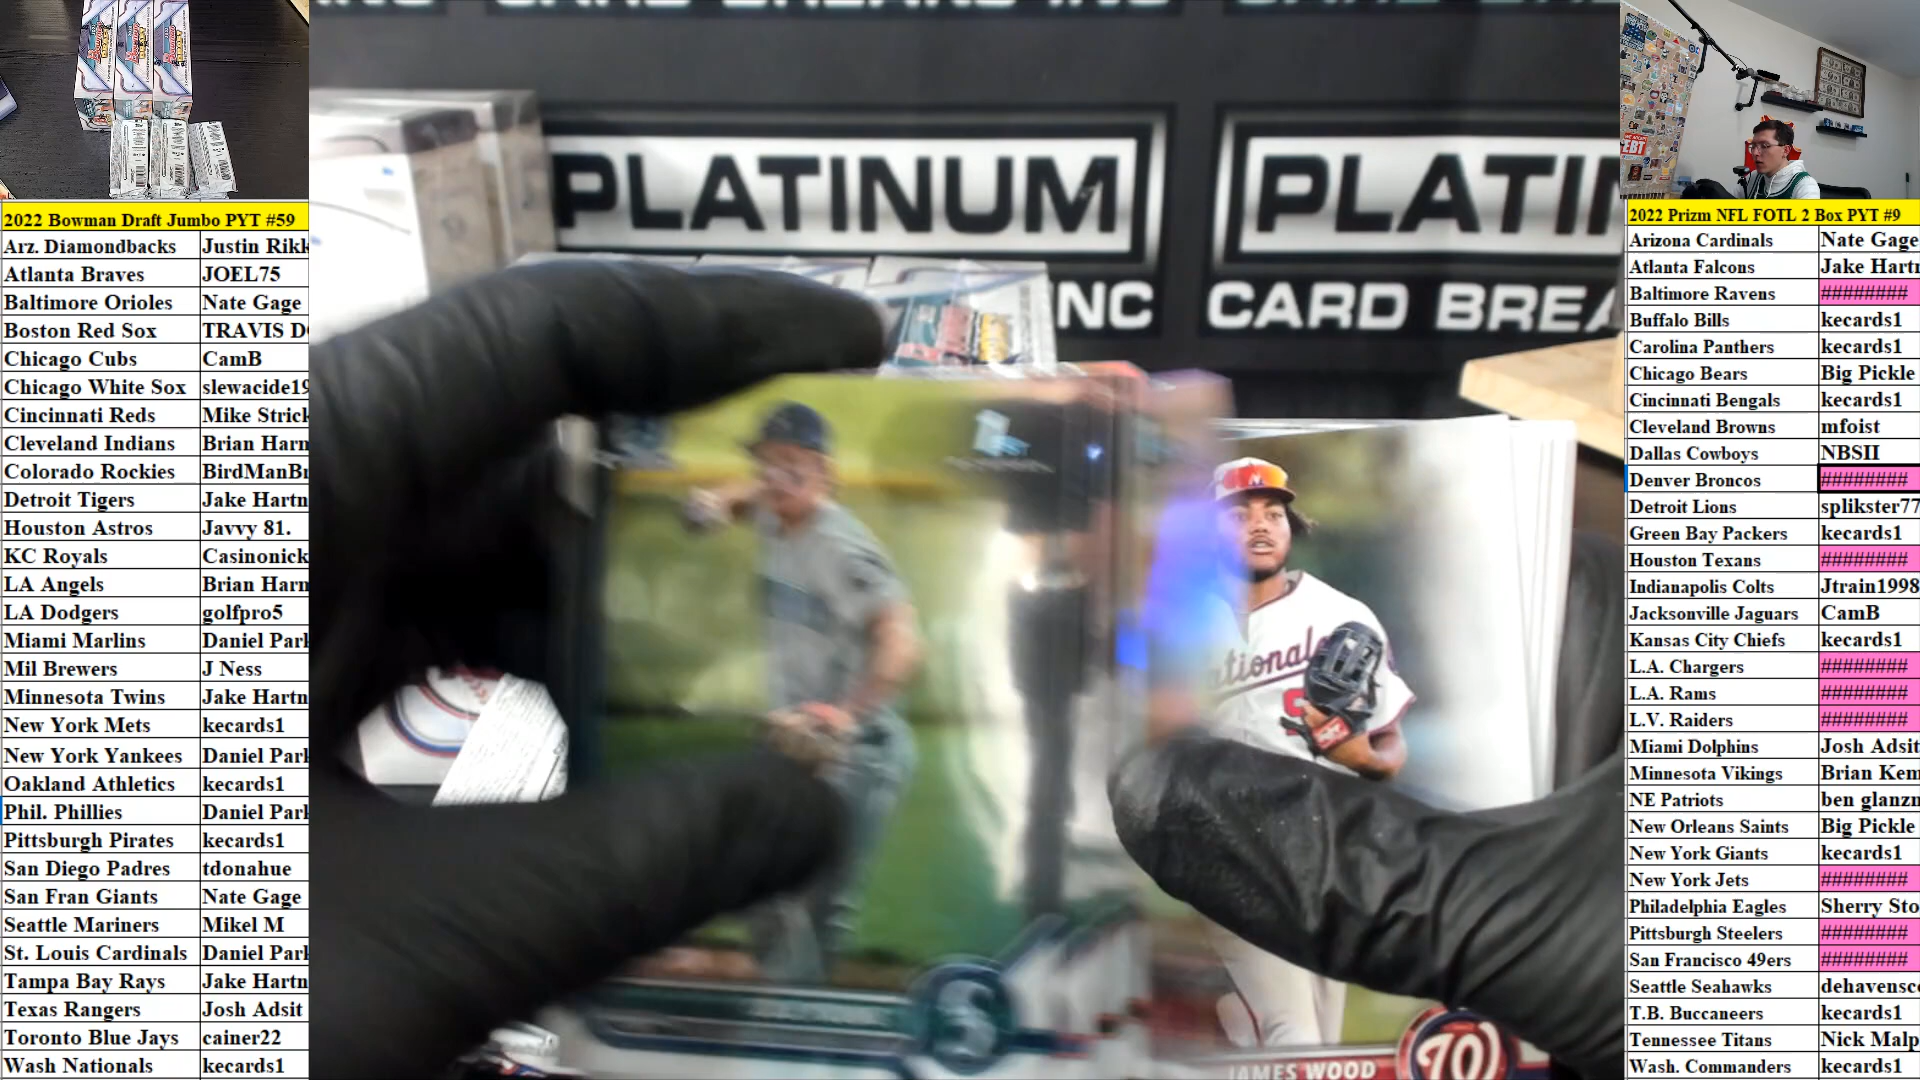 2022 Bowman Draft Jumbo PYT #59
Arz. Diamondbacks Justin Rikk
Atlanta Braves JOEL75
Baltimore Orioles Nate Gage
Boston Red Sox TRAVIS D
Chicago Cubs CamB
Chicago White Sox slewacide19
Cincinnati Reds Mike Strick
Cleveland Indians Brian Harn
Colorado Rockies BirdManBr
Detroit Tigers Jake Hartn
Houston Astros Javvy 81.
KC Royals Casinonick
LA Angels Brian Harn
LA Dodgers golfpro5
Miami Marlins Daniel Park
Mil Brewers J Ness
Minnesota Twins Jake Hartn
New York Mets kecards1
New York Yankees Daniel Park
Oakland Athletics kecards1
Phil. Phillies Daniel Park
Pittsburgh Pirates kecards1
San Diego Padres tdonahue
San Fran Giants Nate Gage
Seattle Mariners Mikel M
St. Louis Cardinals Daniel Park
Tampa Bay Rays Jake Hartn
Texas Rangers Josh Adsit
Toronto Blue Jays cainer22
Wash Nationals kecards1
PLATINUM PLATI
INC CARD BREA
JAMES WOOD
2022 Prizm NFL FOTL 2 Box PYT #9
Arizona Cardinals Nate Gage
Atlanta Falcons Jake Hartn
Baltimore Ravens ########
Buffalo Bills kecards1
Carolina Panthers kecards1
Chicago Bears Big Pickle
Cincinnati Bengals kecards1
Cleveland Browns mfoist
Dallas Cowboys NBSII
Denver Broncos ########
Detroit Lions splikster77
Green Bay Packers kecards1
Houston Texans ########
Indianapolis Colts Jtrain1998
Jacksonville Jaguars CamB
Kansas City Chiefs kecards1
L.A. Chargers ########
L.A. Rams ########
L.V. Raiders ########
Miami Dolphins Josh Adsit
Minnesota Vikings Brian Kem
NE Patriots ben glanzn
New Orleans Saints Big Pickle
New York Giants kecards1
New York Jets ########
Philadelphia Eagles Sherry Sto
Pittsburgh Steelers ########
San Francisco 49ers ########
Seattle Seahawks dehavensc
T.B. Buccaneers kecards1
Tennessee Titans Nick Malp
Wash. Commanders kecards1